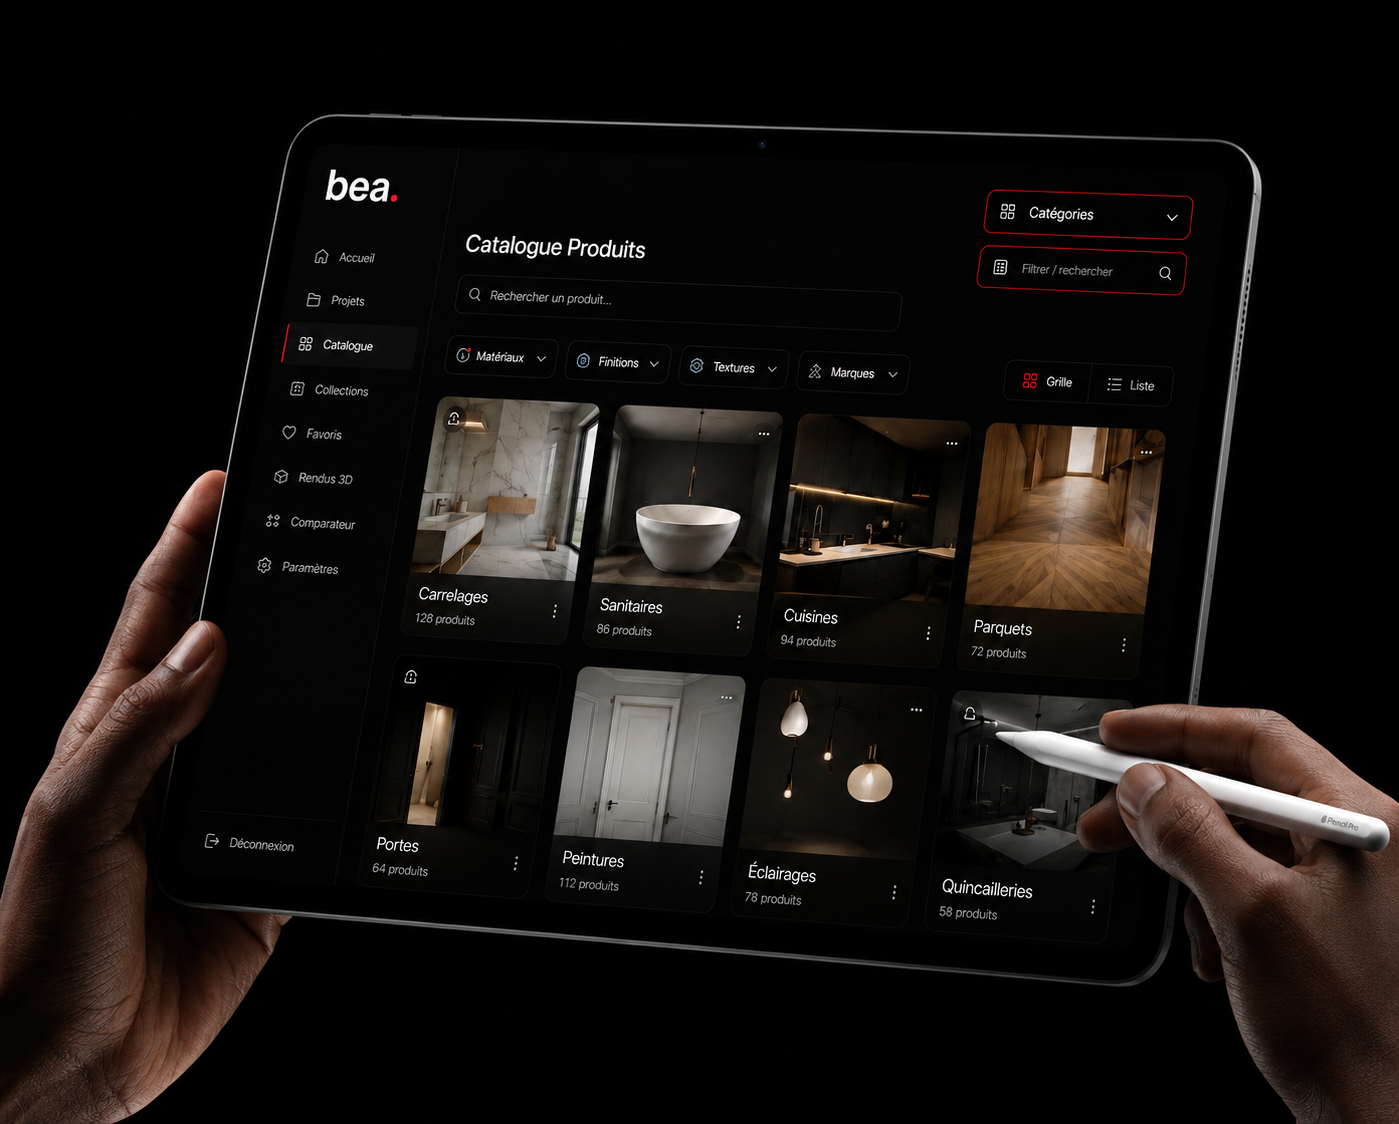 bea.
Accueil
Projets
Catalogue
Collections
Favoris
Rendus 3D
Comparateur
Paramètres
Déconnexion
Catalogue Produits
Catégories
Filtrer / rechercher
Rechercher un produit...
Matériaux
Finitions
Textures
Marques
Grille
Liste
Carrelages
128 produits
Sanitaires
86 produits
Cuisines
94 produits
Parquets
72 produits
Portes
64 produits
Peintures
112 produits
Éclairages
78 produits
Quincailleries
58 produits
Pencil Pro